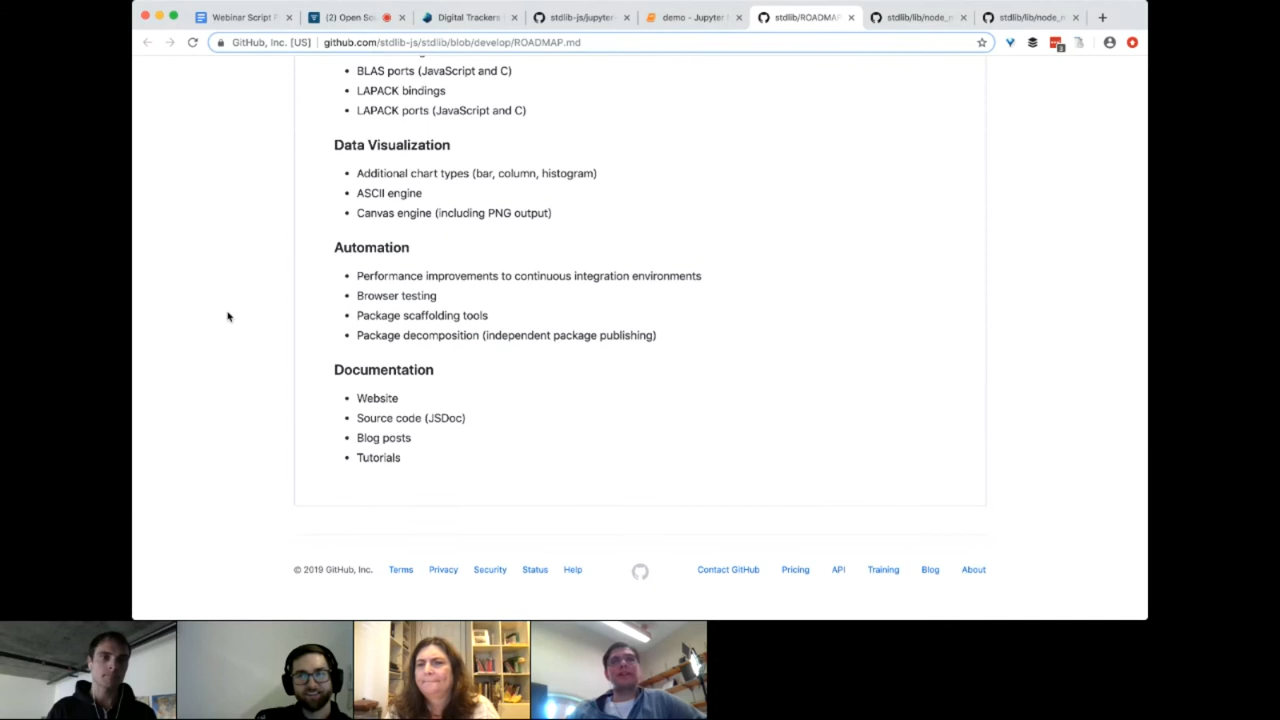 Webinar Script F
(2) Open Sou
Digital Trackers
stdlib-js/jupyter-
demo - Jupyter
stdlib/ROADMAP
stdlib/lib/node_m
stdlib/lib/node_m
GitHub, Inc. [US] github.com/stdlib-js/stdlib/blob/develop/ROADMAP.md
• BLAS ports (JavaScript and C)
• LAPACK bindings
• LAPACK ports (JavaScript and C)
Data Visualization
• Additional chart types (bar, column, histogram)
• ASCII engine
• Canvas engine (including PNG output)
Automation
• Performance improvements to continuous integration environments
• Browser testing
• Package scaffolding tools
• Package decomposition (independent package publishing)
Documentation
• Website
• Source code (JSDoc)
• Blog posts
• Tutorials
© 2019 GitHub, Inc. Terms Privacy Security Status Help Contact GitHub Pricing API Training Blog About